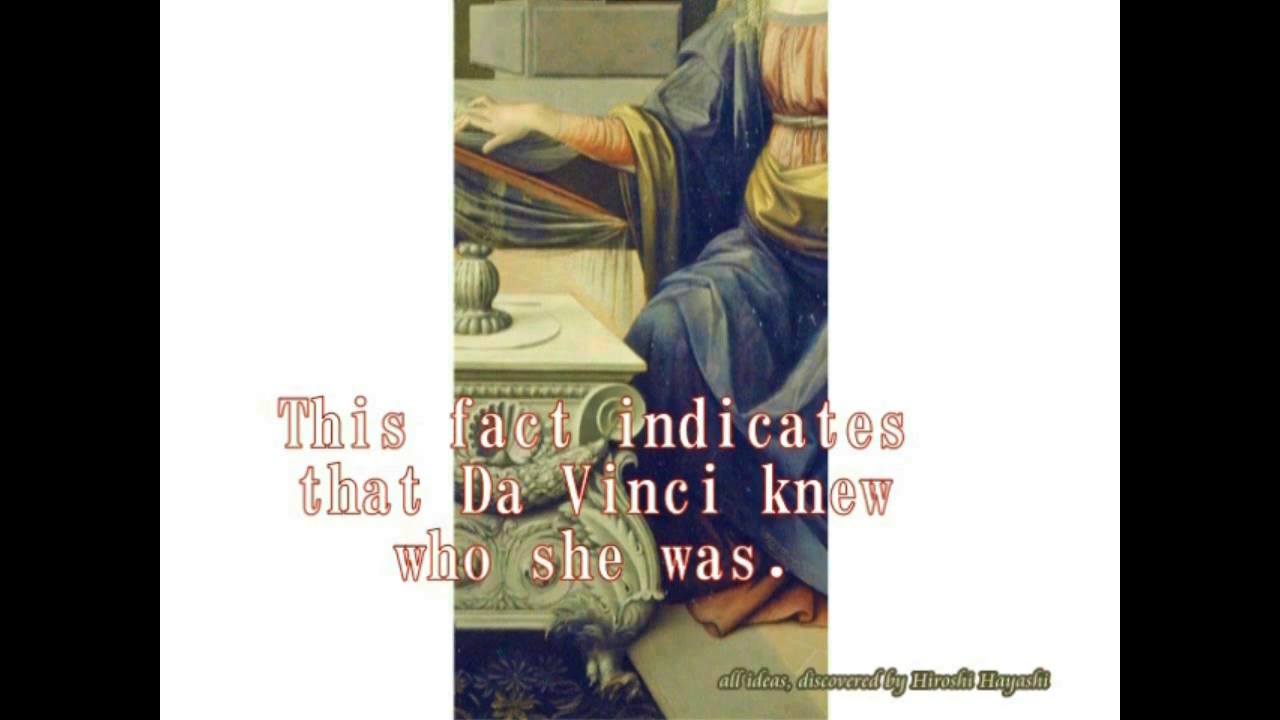 This fact indicates
that Da Vinci knew
who she was.
all ideas, discovered by Hiroshi Hayashi